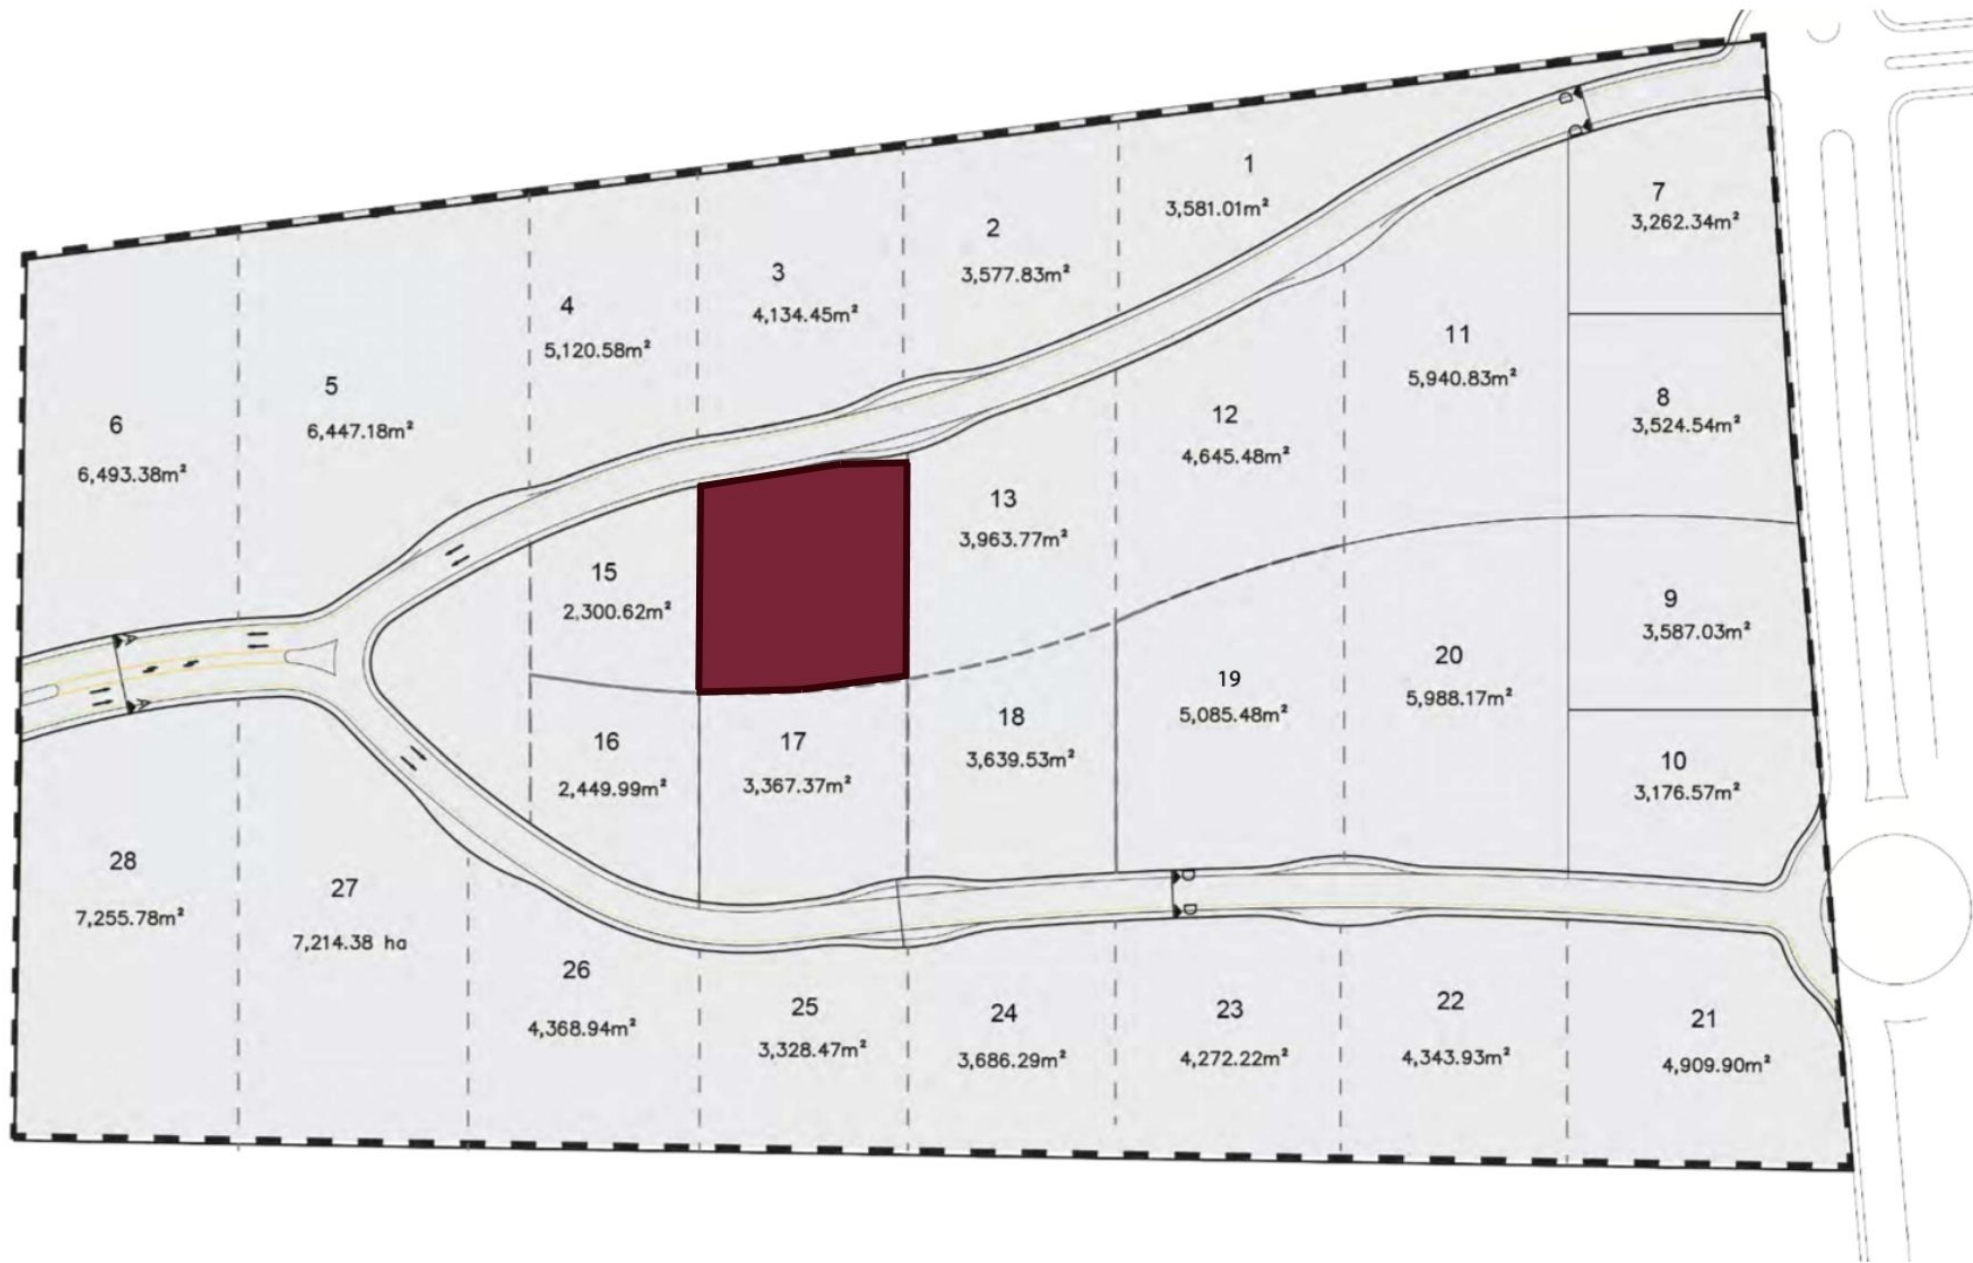 1
3,581.01m²
2
3,577.83m²
3
4,134.45m²
4
5,120.58m²
5
6,447.18m²
6
6,493.38m²
7
3,262.34m²
8
3,524.54m²
9
3,587.03m²
10
3,176.57m²
11
5,940.83m²
12
4,645.48m²
13
3,963.77m²
15
2,300.62m²
16
2,449.99m²
17
3,367.37m²
18
3,639.53m²
19
5,085.48m²
20
5,988.17m²
21
4,909.90m²
22
4,343.93m²
23
4,272.22m²
24
3,686.29m²
25
3,328.47m²
26
4,368.94m²
27
7,214.38 ha
28
7,255.78m²